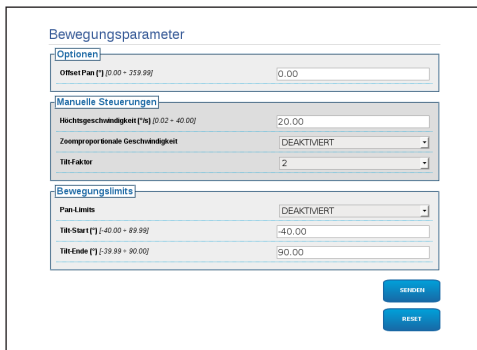 Bewegungsparameter
Optionen
Offset Pan (°) [0.00 ÷ 359.99] 0.00
Manuelle Steuerungen
Höchtsgeschwindigkeit (°/s) [0.02 ÷ 40.00] 20.00
Zoomproportionale Geschwindigkeit DEAKTIVIERT
Tilt-Faktor 2
Bewegungslimits
Pan-Limits DEAKTIVIERT
Tilt-Start (°) [-40.00 ÷ 89.99] -40.00
Tilt-Ende (°) [-39.99 ÷ 90.00] 90.00
SENDEN
RESET